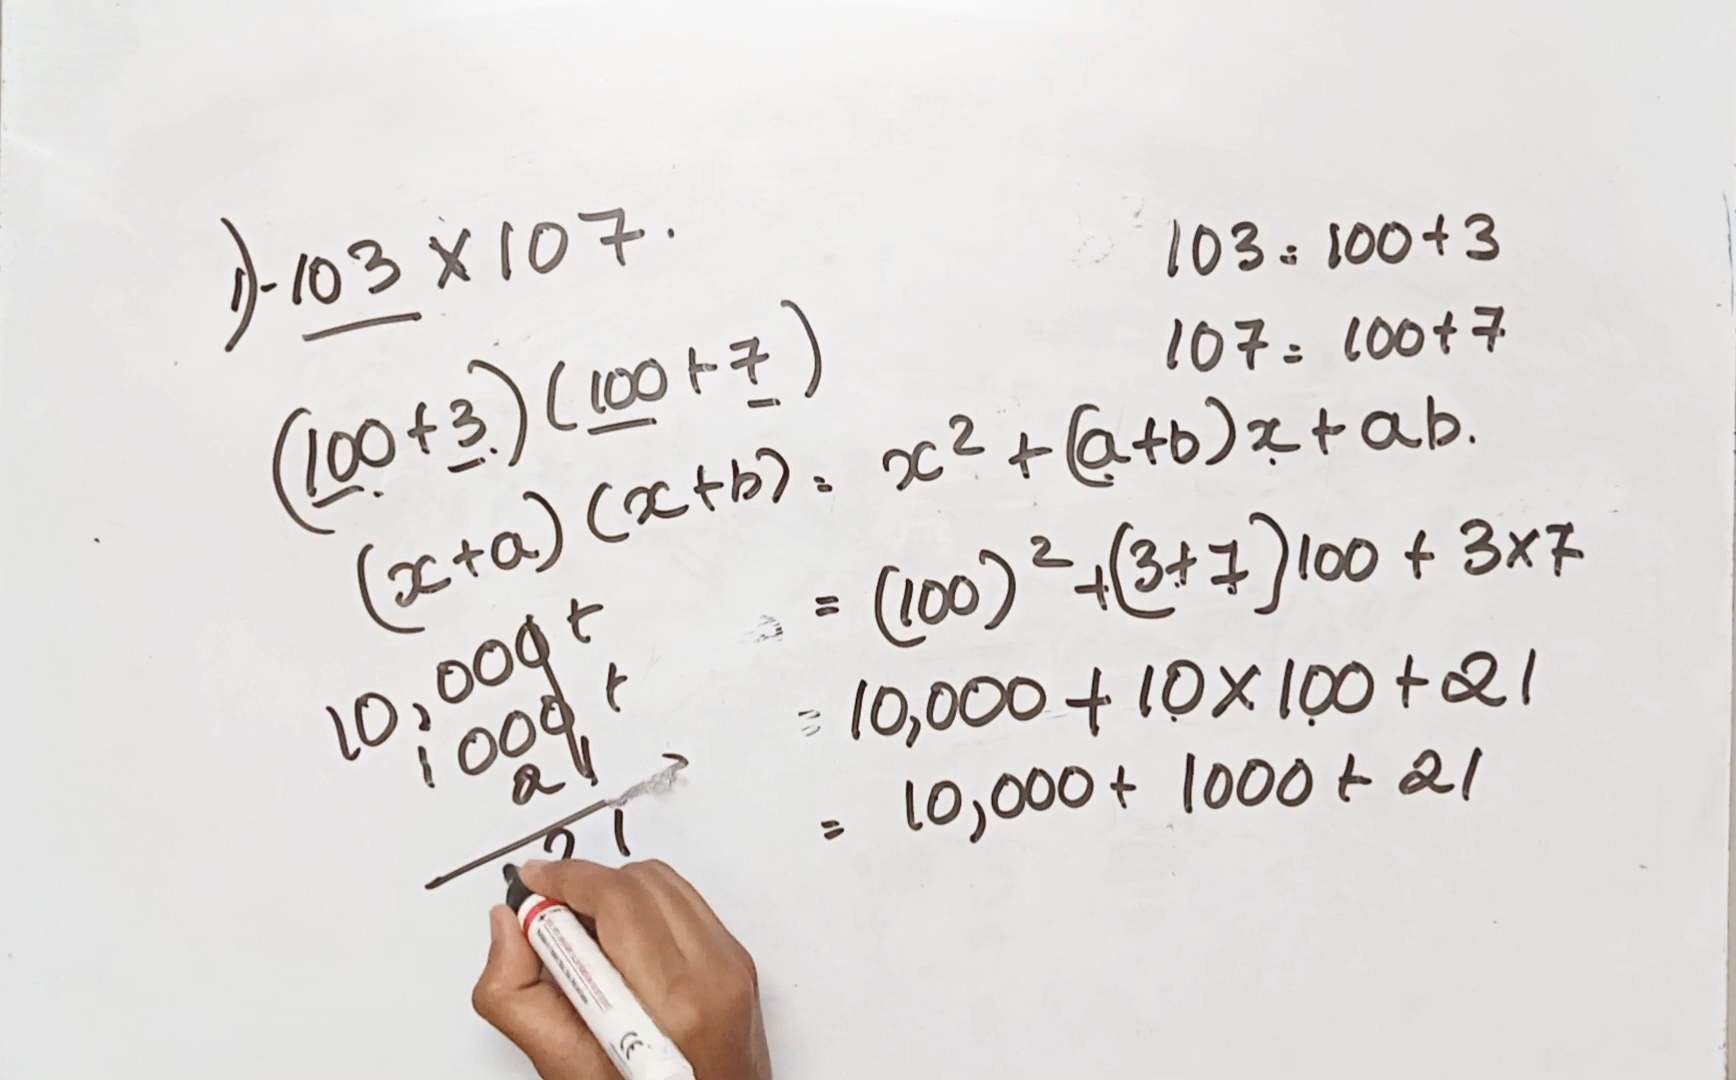 1).103 × 107.
103 = 100+3
107 = 100+7
(100+3)(100+7)
(x+a)(x+b) = x² + (a+b)x + ab.
= (100)² + (3+7)100 + 3×7
= 10,000 + 10×100 + 21
= 10,000 + 1000 + 21
10,000 +
1000 +
21
21
CE